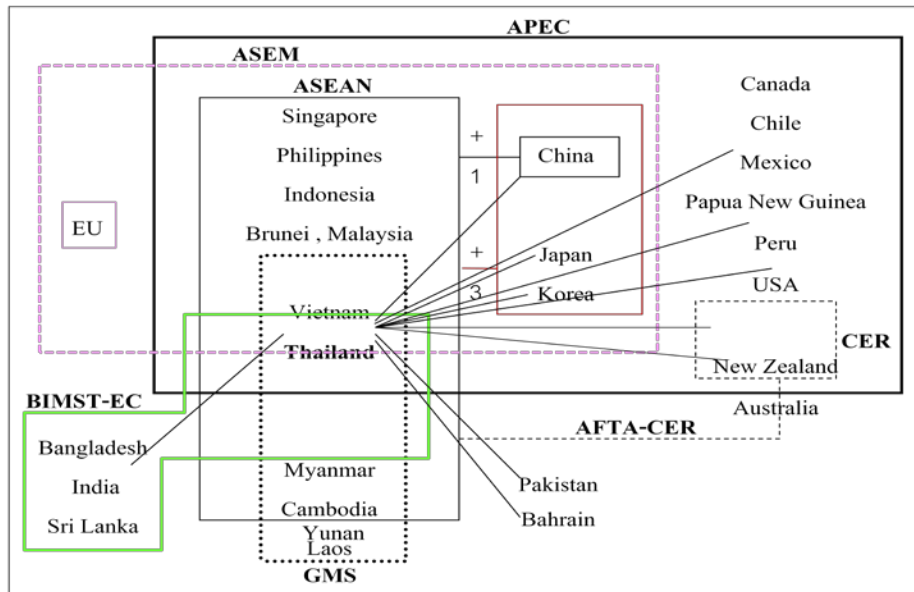 APEC
ASEM
ASEAN
Singapore
Philippines
Indonesia
Brunei , Malaysia
EU
+
1
China
+
3
Japan
Korea
Canada
Chile
Mexico
Papua New Guinea
Peru
USA
CER
New Zealand
Australia
AFTA-CER
Vietnam
Thailand
BIMST-EC
Bangladesh
India
Sri Lanka
Myanmar
Cambodia
Yunan
Laos
GMS
Pakistan
Bahrain